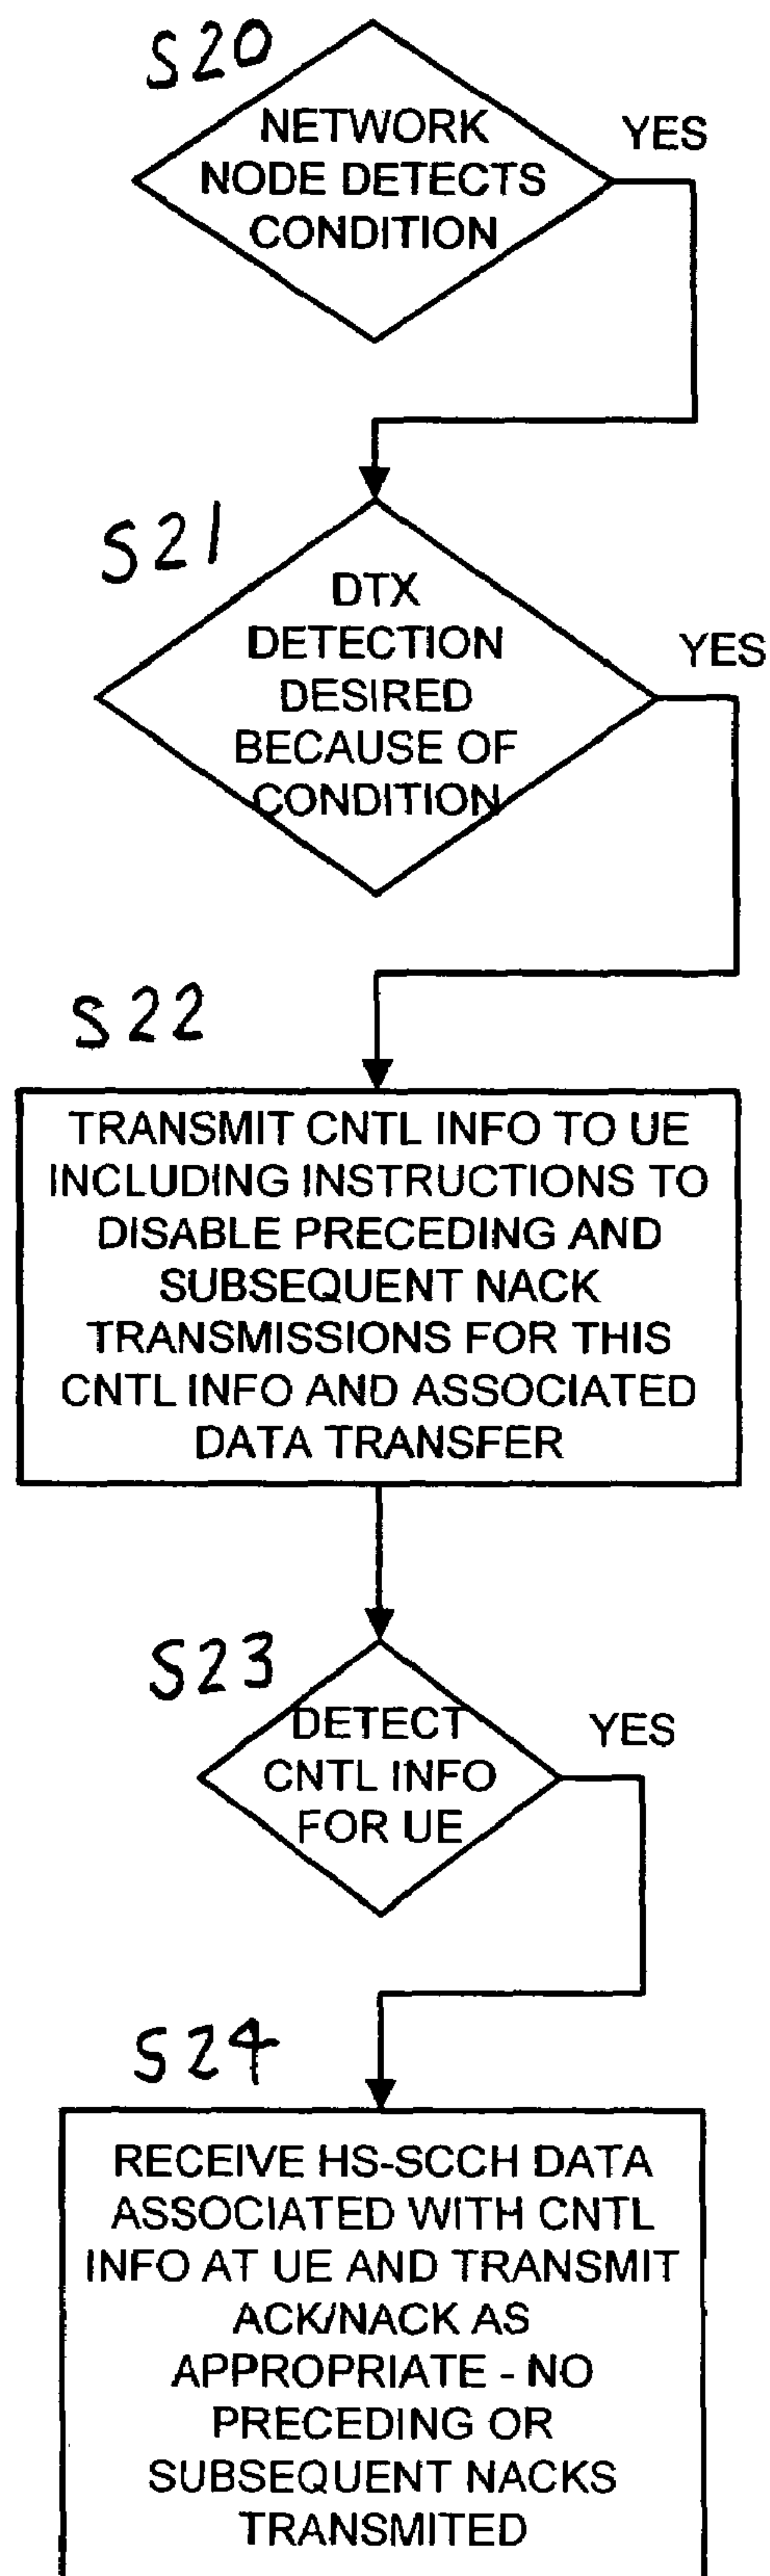 S20
NETWORK
NODE DETECTS
CONDITION
YES
S21
DTX
DETECTION
DESIRED
BECAUSE OF
CONDITION
YES
S22
TRANSMIT CNTL INFO TO UE
INCLUDING INSTRUCTIONS TO
DISABLE PRECEDING AND
SUBSEQUENT NACK
TRANSMISSIONS FOR THIS
CNTL INFO AND ASSOCIATED
DATA TRANSFER
S23
DETECT
CNTL INFO
FOR UE
YES
S24
RECEIVE HS-SCCH DATA
ASSOCIATED WITH CNTL
INFO AT UE AND TRANSMIT
ACK/NACK AS
APPROPRIATE - NO
PRECEDING OR
SUBSEQUENT NACKS
TRANSMITED